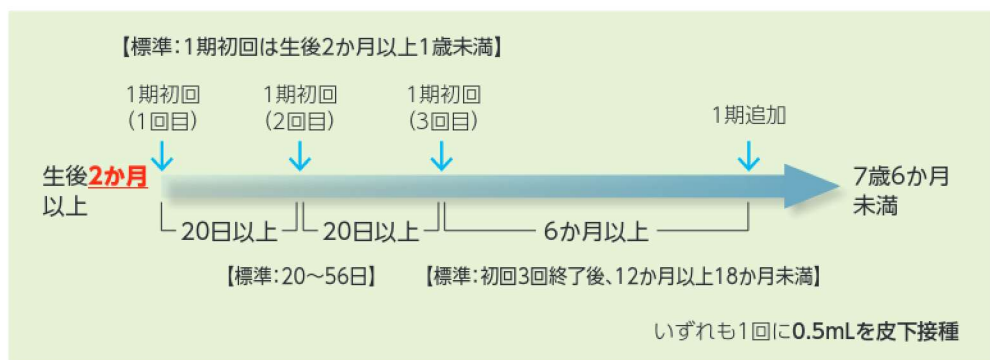 【標準：1期初回は生後2か月以上1歳未満】
1期初回
（1回目）
1期初回
（2回目）
1期初回
（3回目）
1期追加
生後2か月
以上
7歳6か月
未満
20日以上
20日以上
6か月以上
【標準：20～56日】
【標準：初回3回終了後、12か月以上18か月未満】
いずれも1回に0.5mLを皮下接種